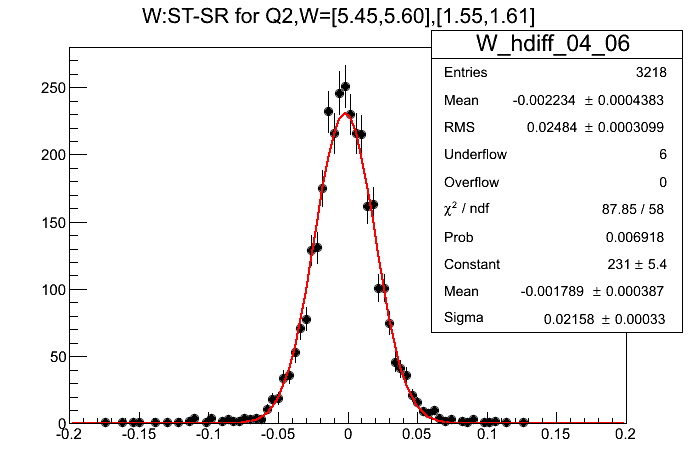 W:ST-SR for Q2,W=[5.45,5.60],[1.55,1.61]
W_hdiff_04_06
Entries 3218
Mean -0.002234 ± 0.0004383
RMS 0.02484 ± 0.0003099
Underflow 6
Overflow 0
χ² / ndf 87.85 / 58
Prob 0.006918
Constant 231 ± 5.4
Mean -0.001789 ± 0.000387
Sigma 0.02158 ± 0.00033
250
200
150
100
50
0
-0.2 -0.15 -0.1 -0.05 0 0.05 0.1 0.15 0.2